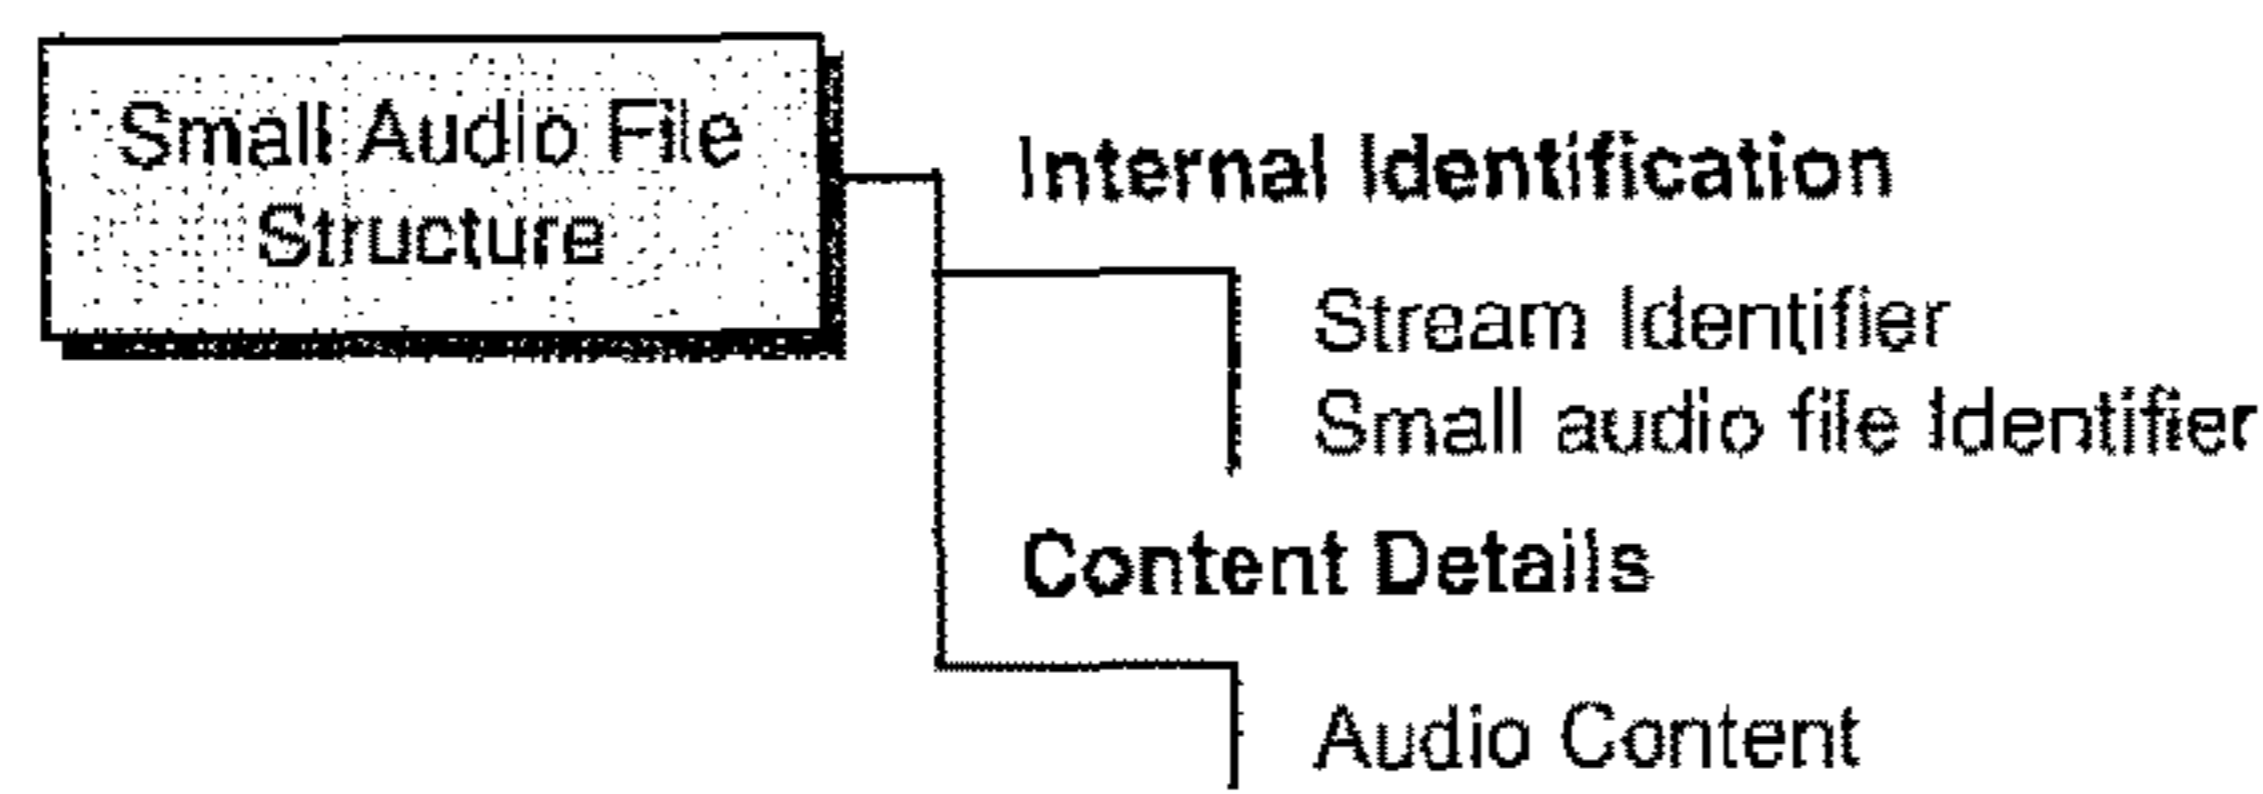 Small Audio File
Structure
Internal Identification
Stream Identifier
Small audio file Identifier
Content Details
Audio Content